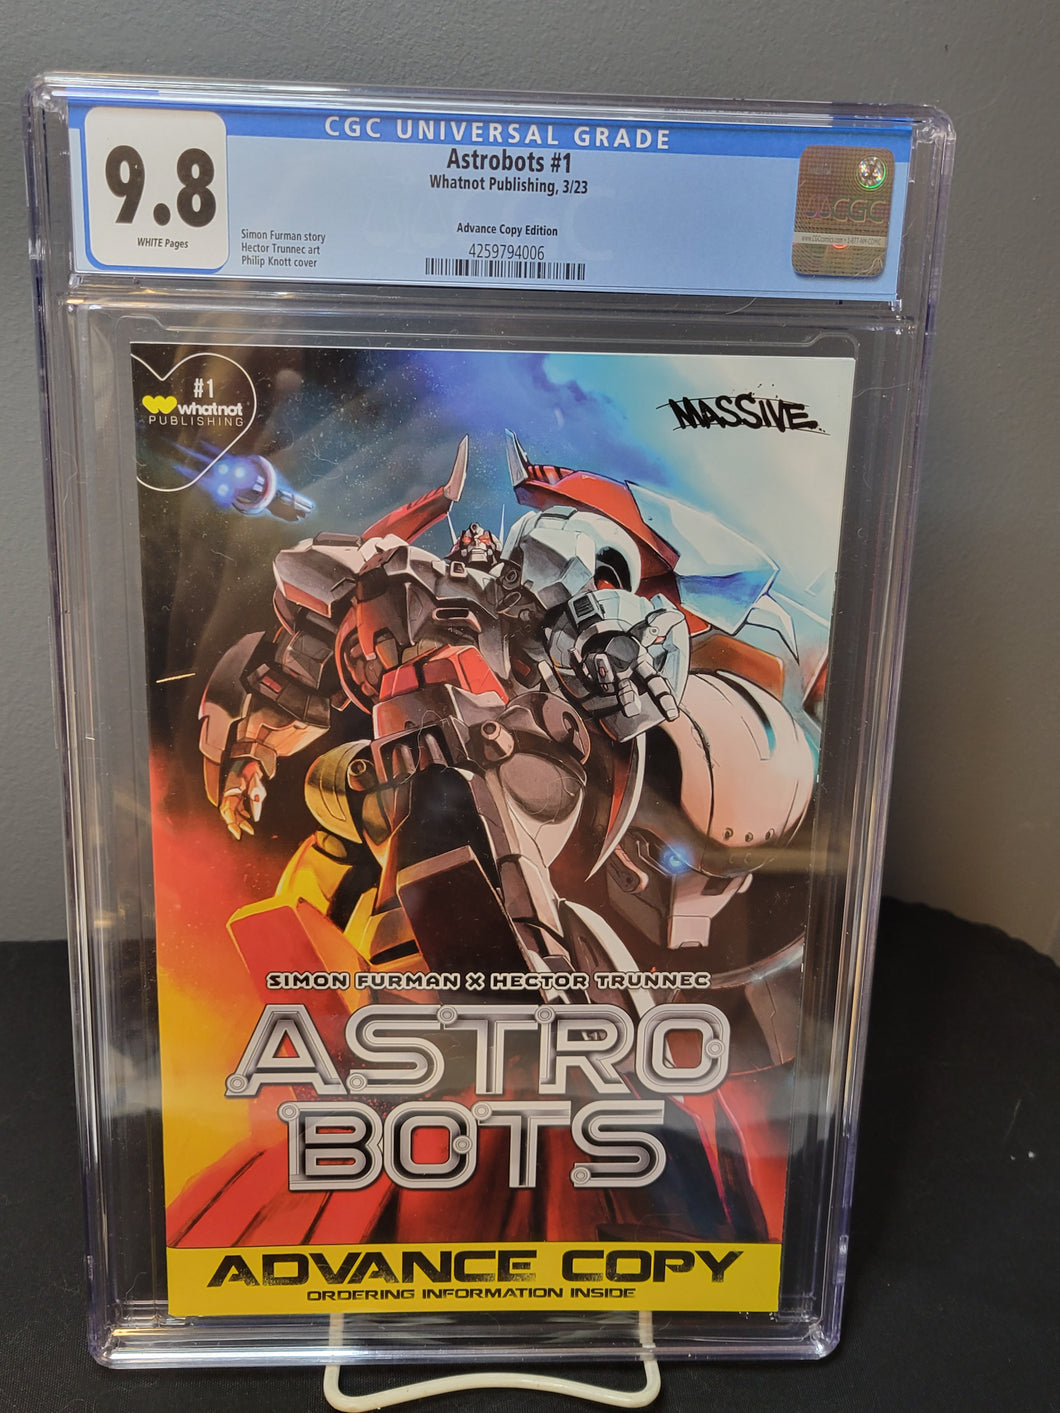 CGC UNIVERSAL GRADE
9.8
WHITE Pages
Astrobots #1
Whatnot Publishing, 3/23
Simon Furman story
Hector Trunnec art
Philip Knott cover
Advance Copy Edition
4259794006
CGC
#1
whatnot
PUBLISHING
MASSIVE
SIMON FURMAN X HECTOR TRUNNEC
ASTRO
BOTS
ADVANCE COPY
ORDERING INFORMATION INSIDE